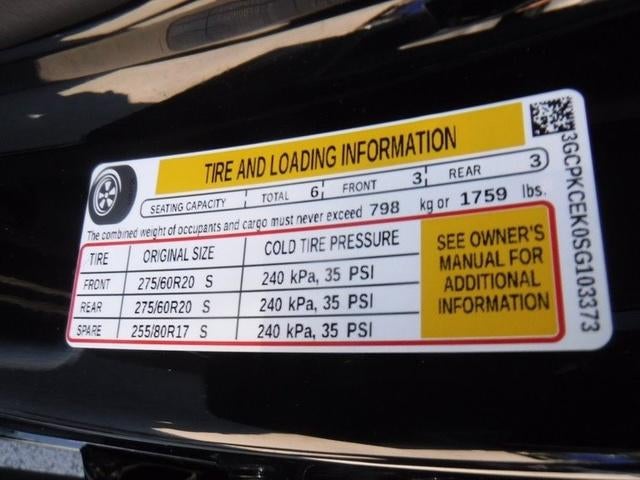 TIRE AND LOADING INFORMATION
SEATING CAPACITY TOTAL 6 FRONT 3 REAR 3
The combined weight of occupants and cargo must never exceed 798 kg or 1759 lbs.
TIRE ORIGINAL SIZE COLD TIRE PRESSURE
FRONT 275/60R20 S 240 kPa, 35 PSI
REAR 275/60R20 S 240 kPa, 35 PSI
SPARE 255/80R17 S 240 kPa, 35 PSI
SEE OWNER'S
MANUAL FOR
ADDITIONAL
INFORMATION
3GCPKCEK0SG103373